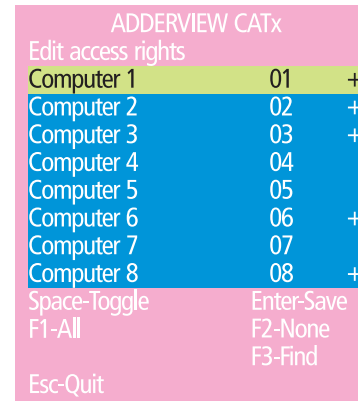 ADDERVIEW CATx
Edit access rights
Computer 1 01 +
Computer 2 02 +
Computer 3 03 +
Computer 4 04
Computer 5 05
Computer 6 06 +
Computer 7 07
Computer 8 08 +
Space-Toggle Enter-Save
F1-All F2-None
F3-Find
Esc-Quit